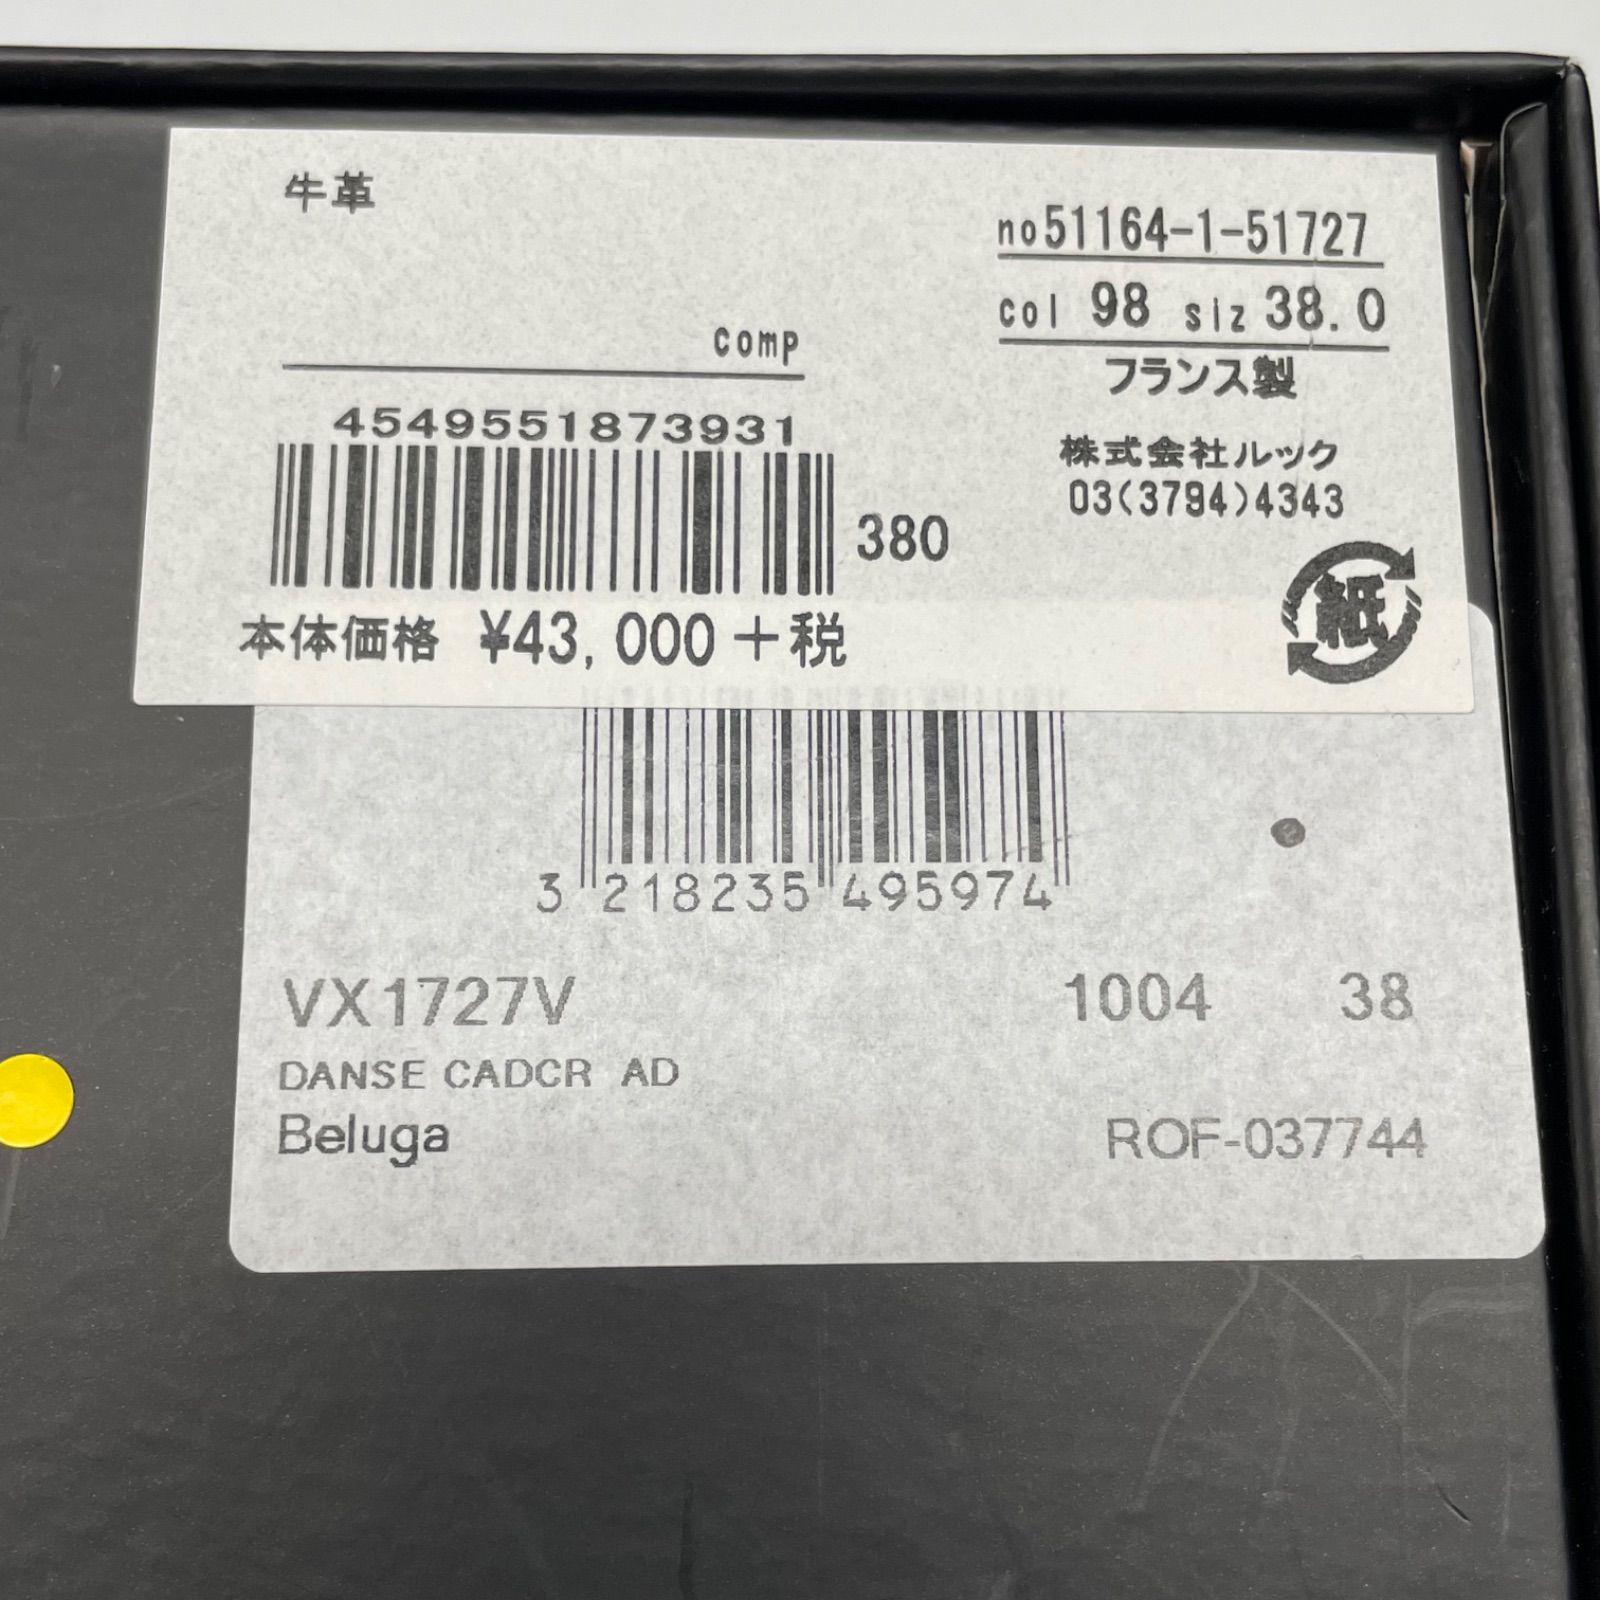 牛革
no51164-1-51727
col 98 siz 38.0
フランス製
comp
4549551873931
380
株式会社ルック
03(3794)4343
本体価格 ¥43,000+税
紙
3 218235 495974
VX1727V 1004 38
DANSE CADCR AD
Beluga ROF-037744